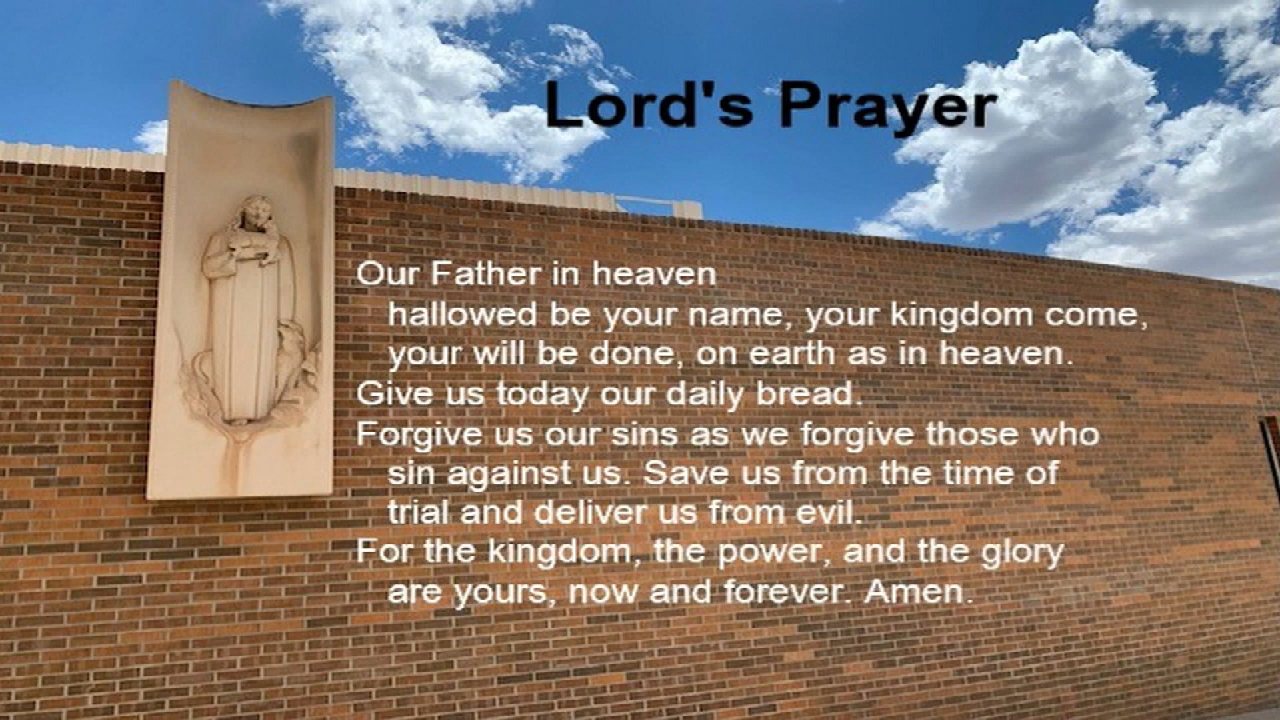 Lord's Prayer
Our Father in heaven
hallowed be your name, your kingdom come,
your will be done, on earth as in heaven.
Give us today our daily bread.
Forgive us our sins as we forgive those who
sin against us. Save us from the time of
trial and deliver us from evil.
For the kingdom, the power, and the glory
are yours, now and forever. Amen.